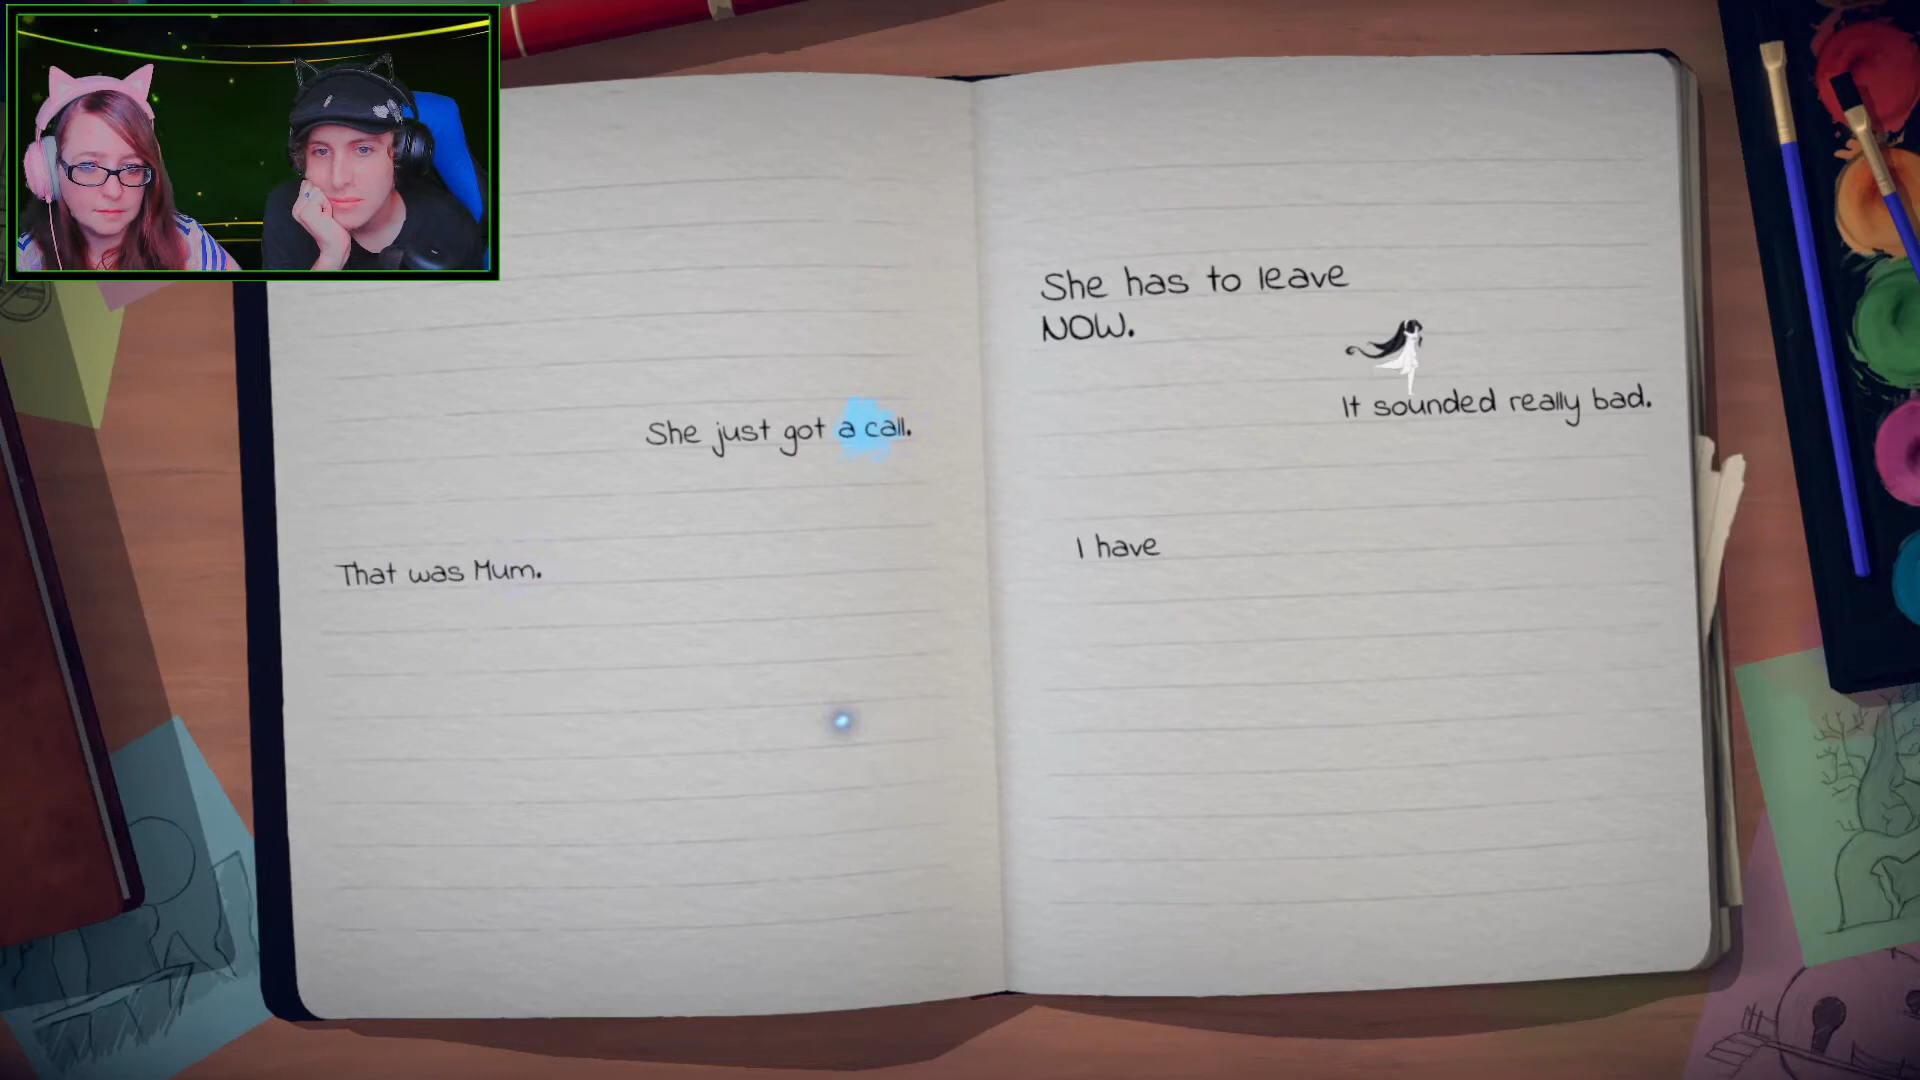 She just got a call.
That was Mum.
She has to leave
NOW.
It sounded really bad.
I have